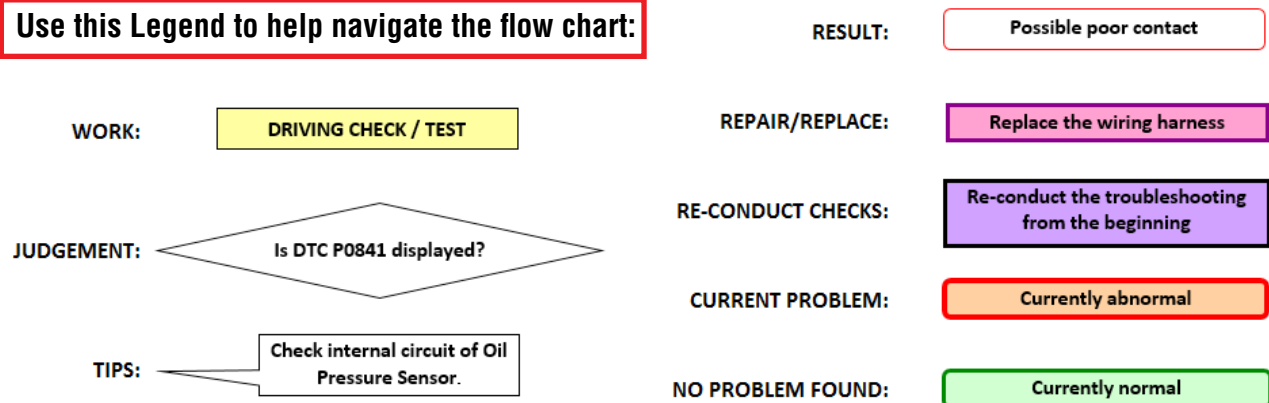 Use this Legend to help navigate the flow chart:
WORK:
DRIVING CHECK / TEST
JUDGEMENT:
Is DTC P0841 displayed?
TIPS:
Check internal circuit of Oil
Pressure Sensor.
RESULT:
Possible poor contact
REPAIR/REPLACE:
Replace the wiring harness
RE-CONDUCT CHECKS:
Re-conduct the troubleshooting
from the beginning
CURRENT PROBLEM:
Currently abnormal
NO PROBLEM FOUND:
Currently normal